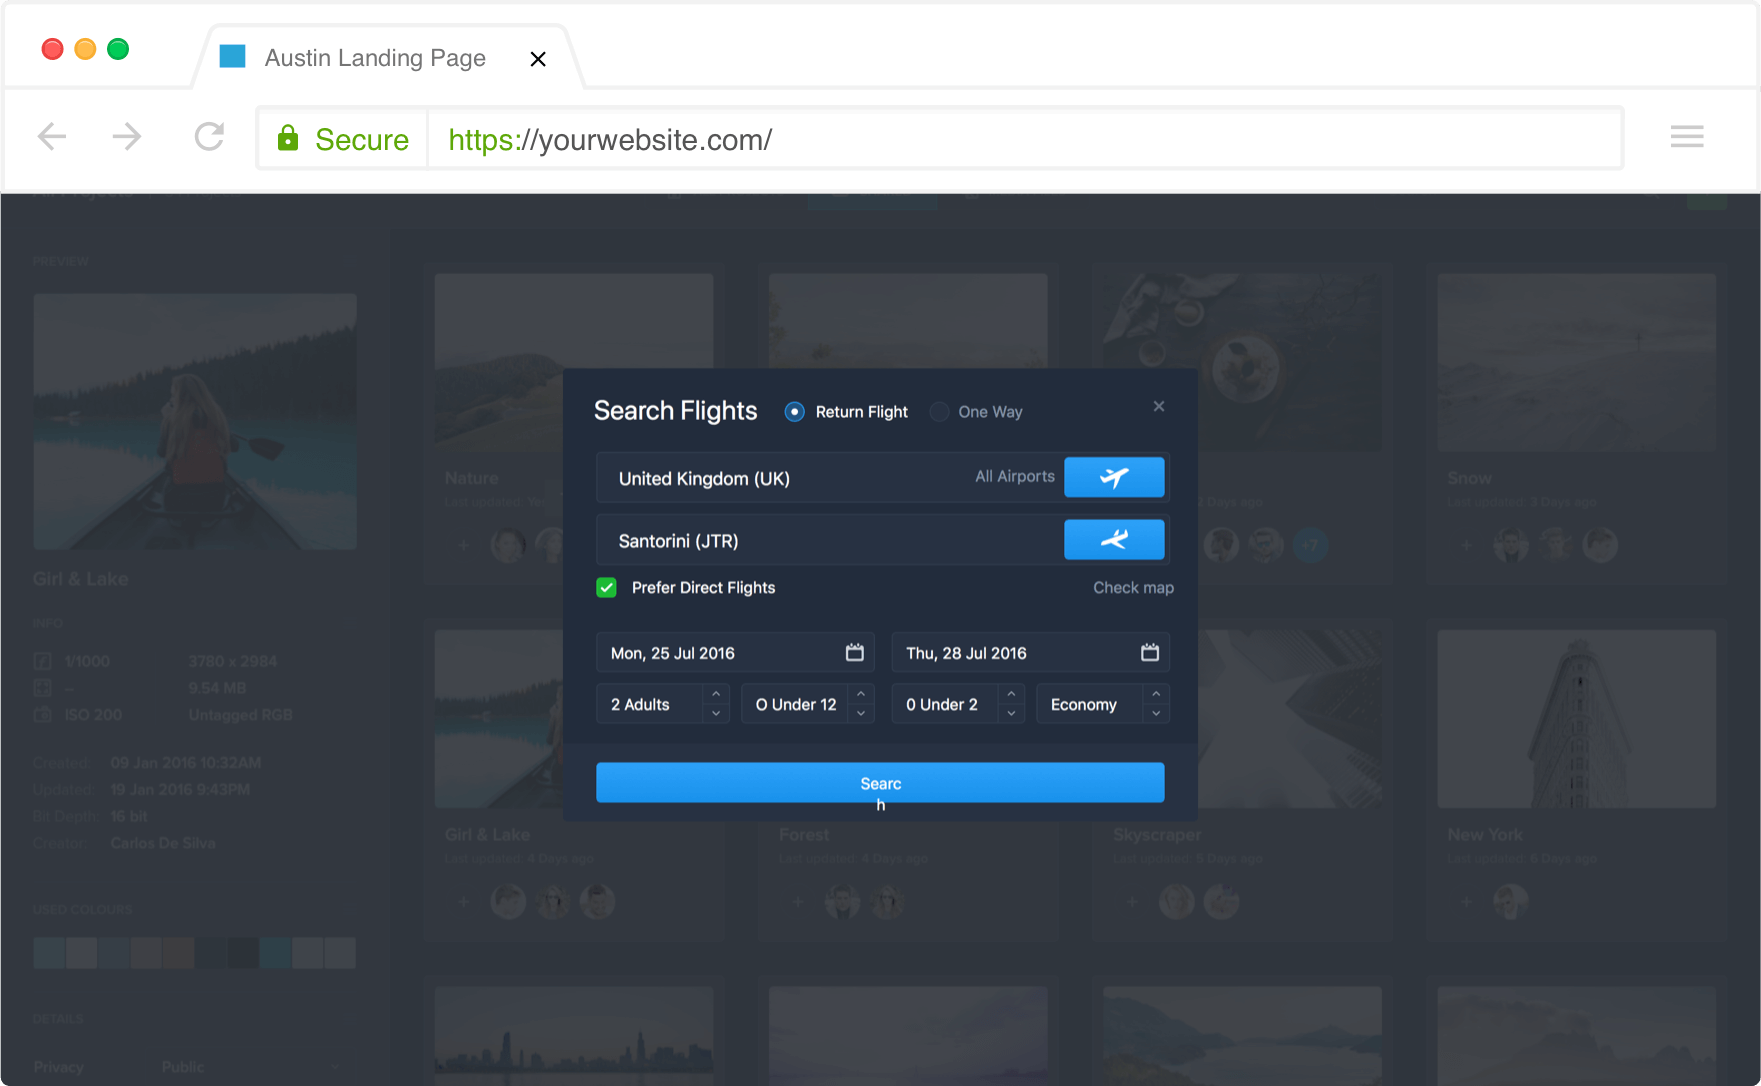 Austin Landing Page
Secure https://yourwebsite.com/
PREVIEW
Girl & Lake
INFO
1/1000 3780 x 2984
-- 9.54 MB
ISO 200 Untagged RGB
Created: 09 Jan 2016 10:32AM
Updated: 19 Jan 2016 9:43PM
Bit Depth: 16 bit
Creator: Carlos De Silva
USED COLOURS
DETAILS
Privacy Public
Search Flights Return Flight One Way
United Kingdom (UK) All Airports
Santorini (JTR)
Prefer Direct Flights Check map
Mon, 25 Jul 2016 Thu, 28 Jul 2016
2 Adults O Under 12 0 Under 2 Economy
Searc
h
Nature
Last updated:
2 Days ago
+7
Snow
Last updated: 3 Days ago
Girl & Lake
Last updated: 4 Days ago
Forest
Last updated: 4 Days ago
Skyscraper
Last updated: 5 Days ago
New York
Last updated: 6 Days ago